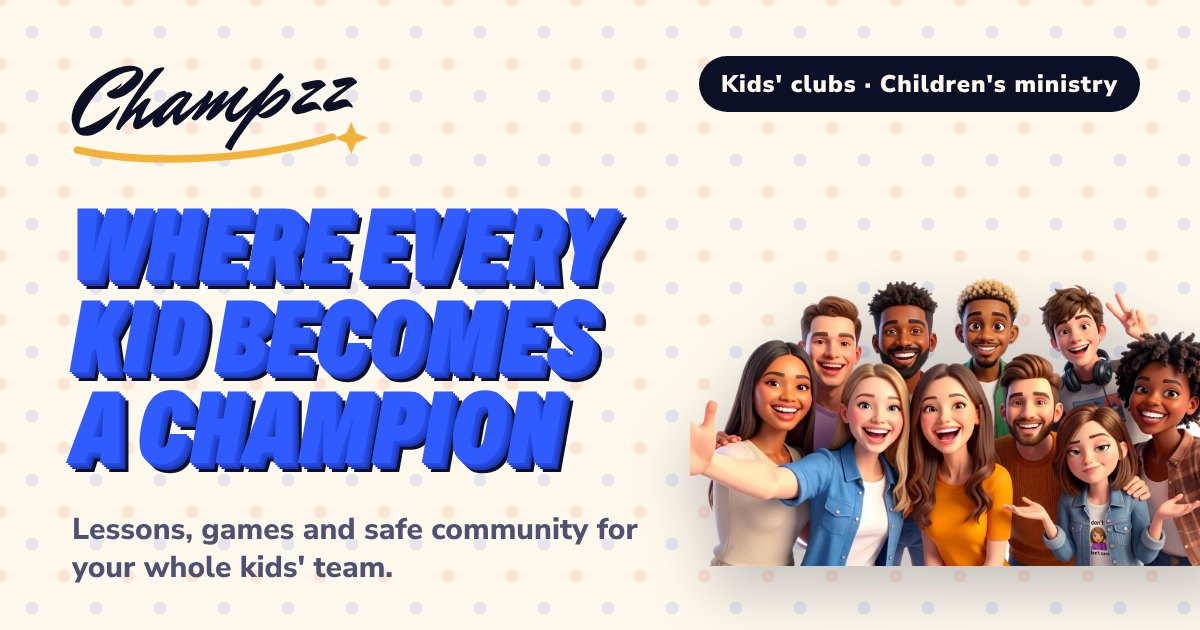 Champzz
Kids' clubs · Children's ministry
WHERE EVERY
KID BECOMES
A CHAMPION
Lessons, games and safe community for
your whole kids' team.